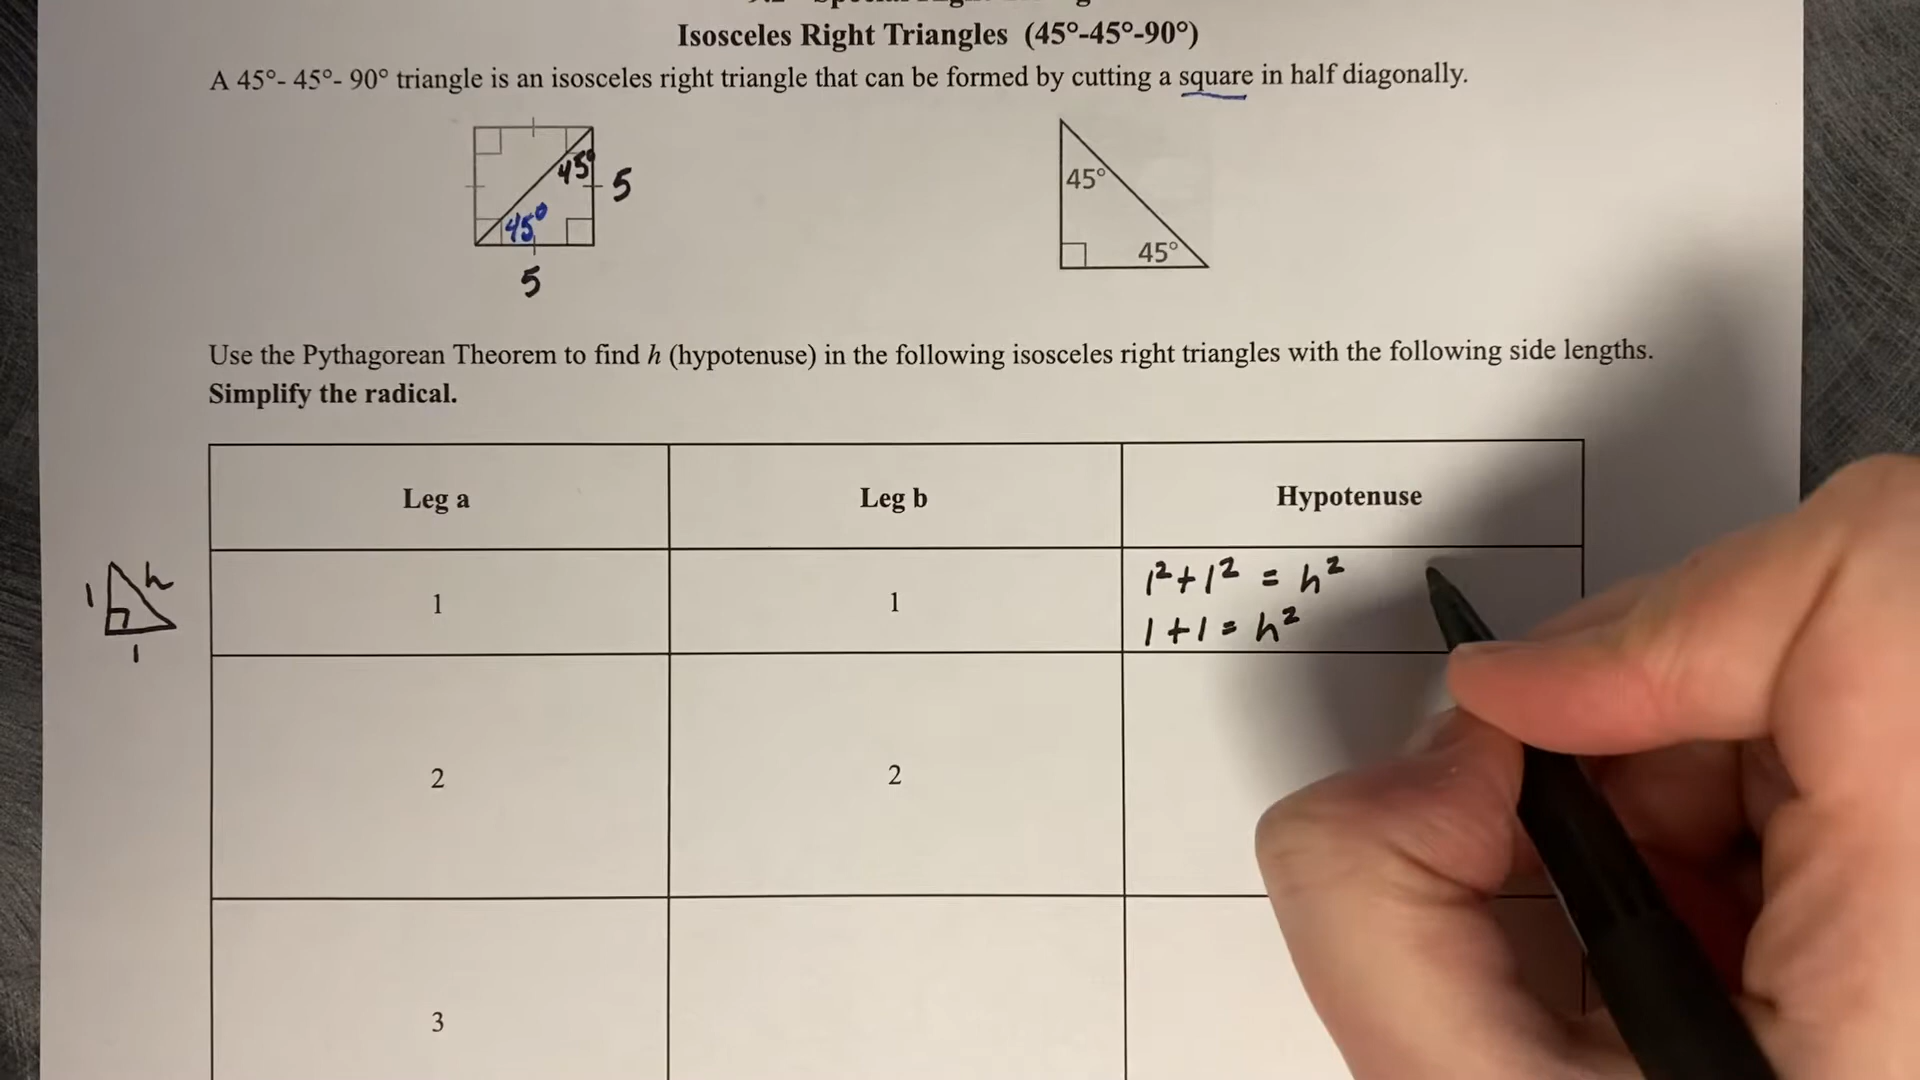 Isosceles Right Triangles (45°-45°-90°)
A 45°- 45°- 90° triangle is an isosceles right triangle that can be formed by cutting a square in half diagonally.
45°
5
45°
5
45°
45°
Use the Pythagorean Theorem to find h (hypotenuse) in the following isosceles right triangles with the following side lengths.
Simplify the radical.
Leg a Leg b Hypotenuse
1 h
1
1 1 1² + 1² = h²
1 + 1 = h²
2 2
3